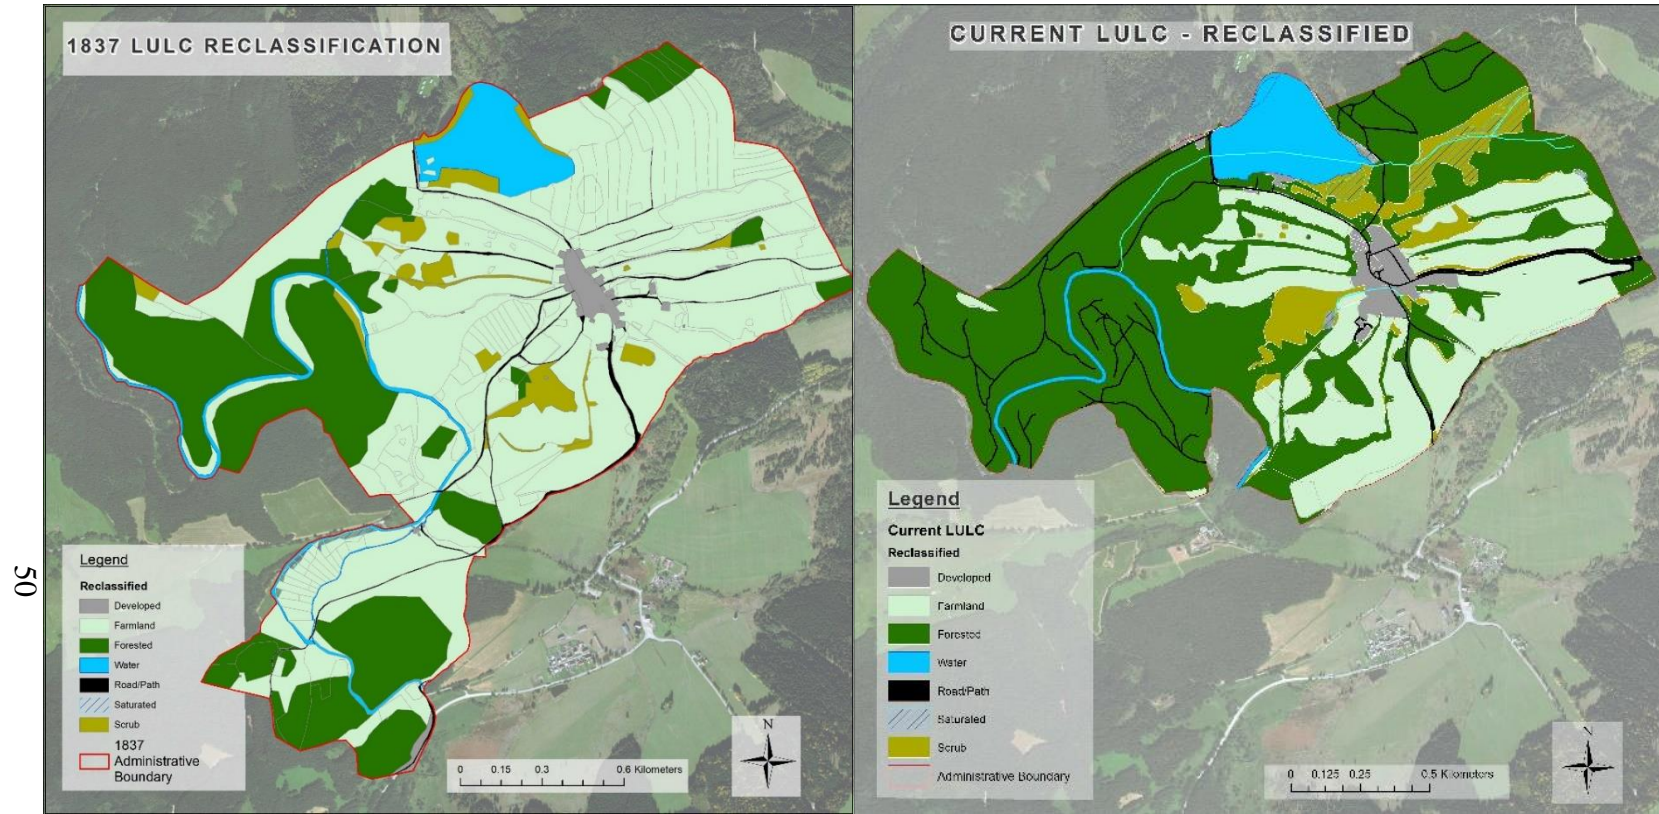 1837 LULC RECLASSIFICATION
Legend
Reclassified
Developed
Farmland
Forested
Water
Road/Path
Saturated
Scrub
1837
Administrative
Boundary
0 0.15 0.3 0.6 Kilometers
N
CURRENT LULC - RECLASSIFIED
Legend
Current LULC
Reclassified
Developed
Farmland
Forested
Water
Road/Path
Saturated
Scrub
Administrative Boundary
0 0.125 0.25 0.5 Kilometers
N
50